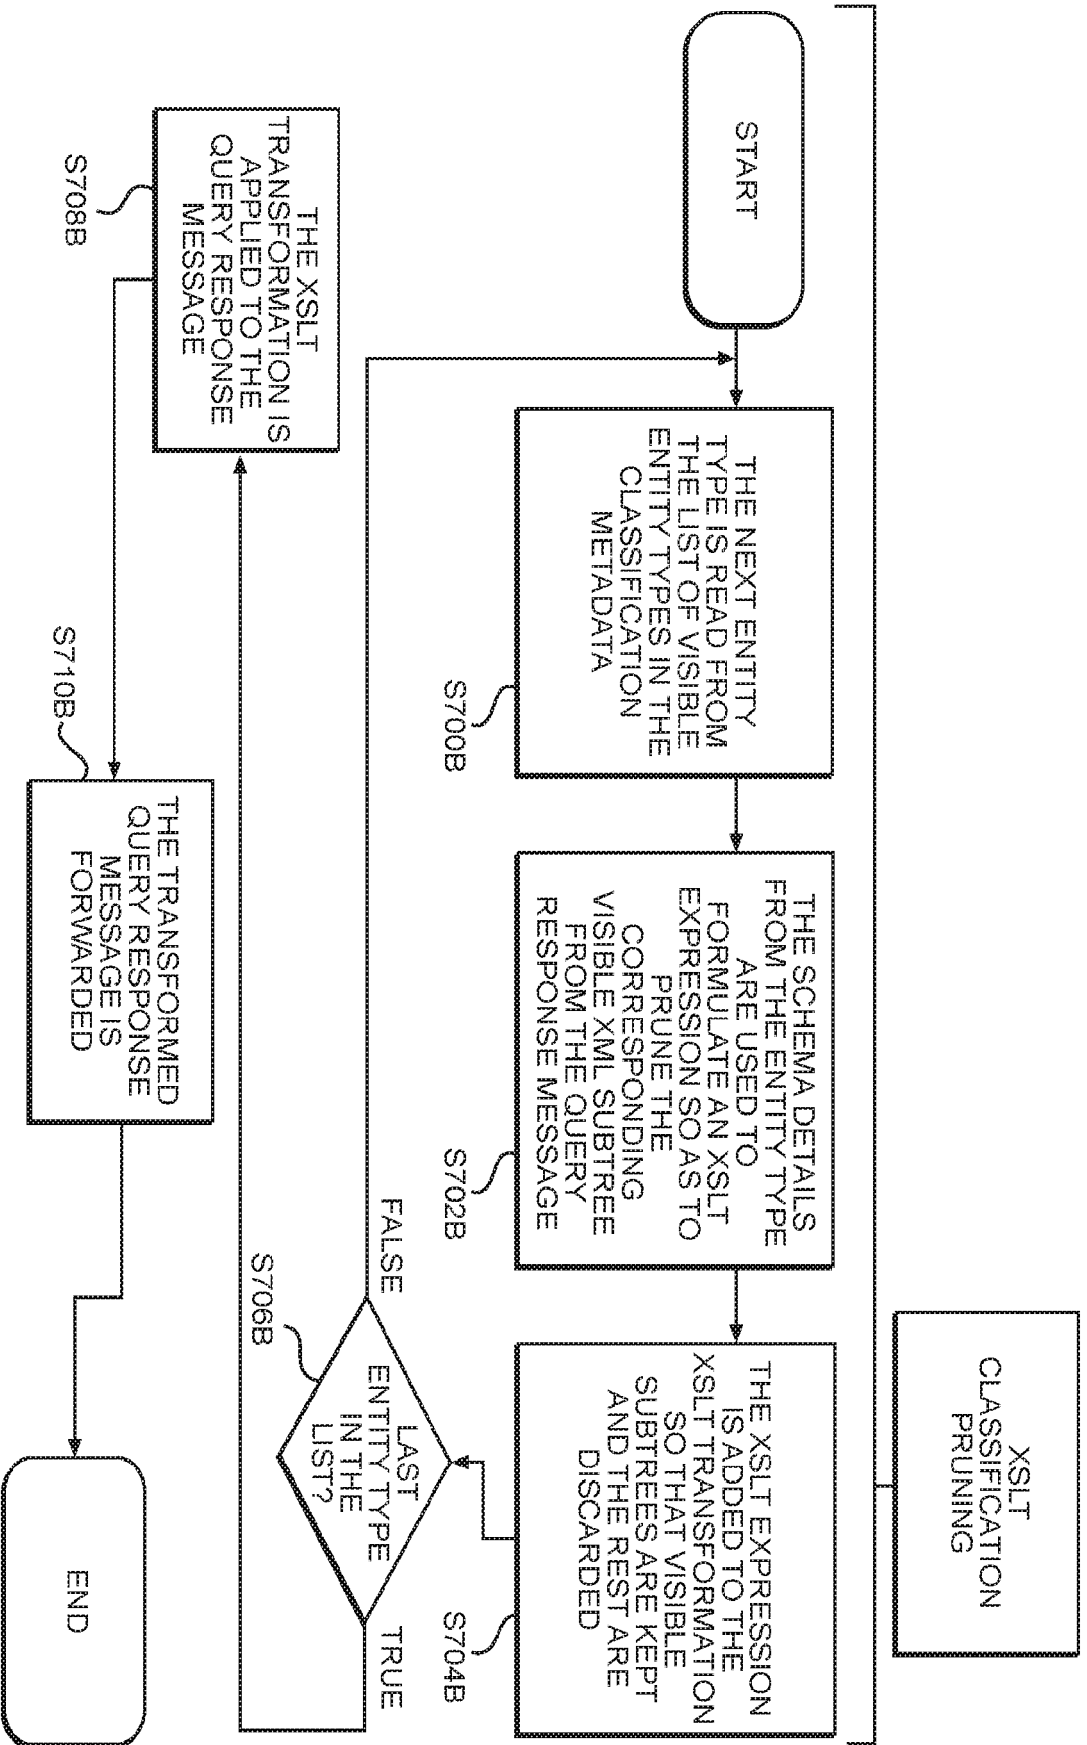 XSLT
CLASSIFICATION
PRUNING
START
THE NEXT ENTITY
TYPE IS READ FROM
THE LIST OF VISIBLE
ENTITY TYPES IN THE
CLASSIFICATION
METADATA
S700B
THE SCHEMA DETAILS
FROM THE ENTITY TYPE
ARE USED TO
FORMULATE AN XSLT
EXPRESSION SO AS TO
PRUNE THE
CORRESPONDING
VISIBLE XML SUBTREE
FROM THE QUERY
RESPONSE MESSAGE
S702B
THE XSLT EXPRESSION
IS ADDED TO THE
XSLT TRANSFORMATION
SO THAT VISIBLE
SUBTREES ARE KEPT
AND THE REST ARE
DISCARDED
S704B
LAST
ENTITY TYPE
IN THE
LIST?
FALSE
TRUE
S706B
THE XSLT
TRANSFORMATION IS
APPLIED TO THE
QUERY RESPONSE
MESSAGE
S708B
THE TRANSFORMED
QUERY RESPONSE
MESSAGE IS
FORWARDED
S710B
END